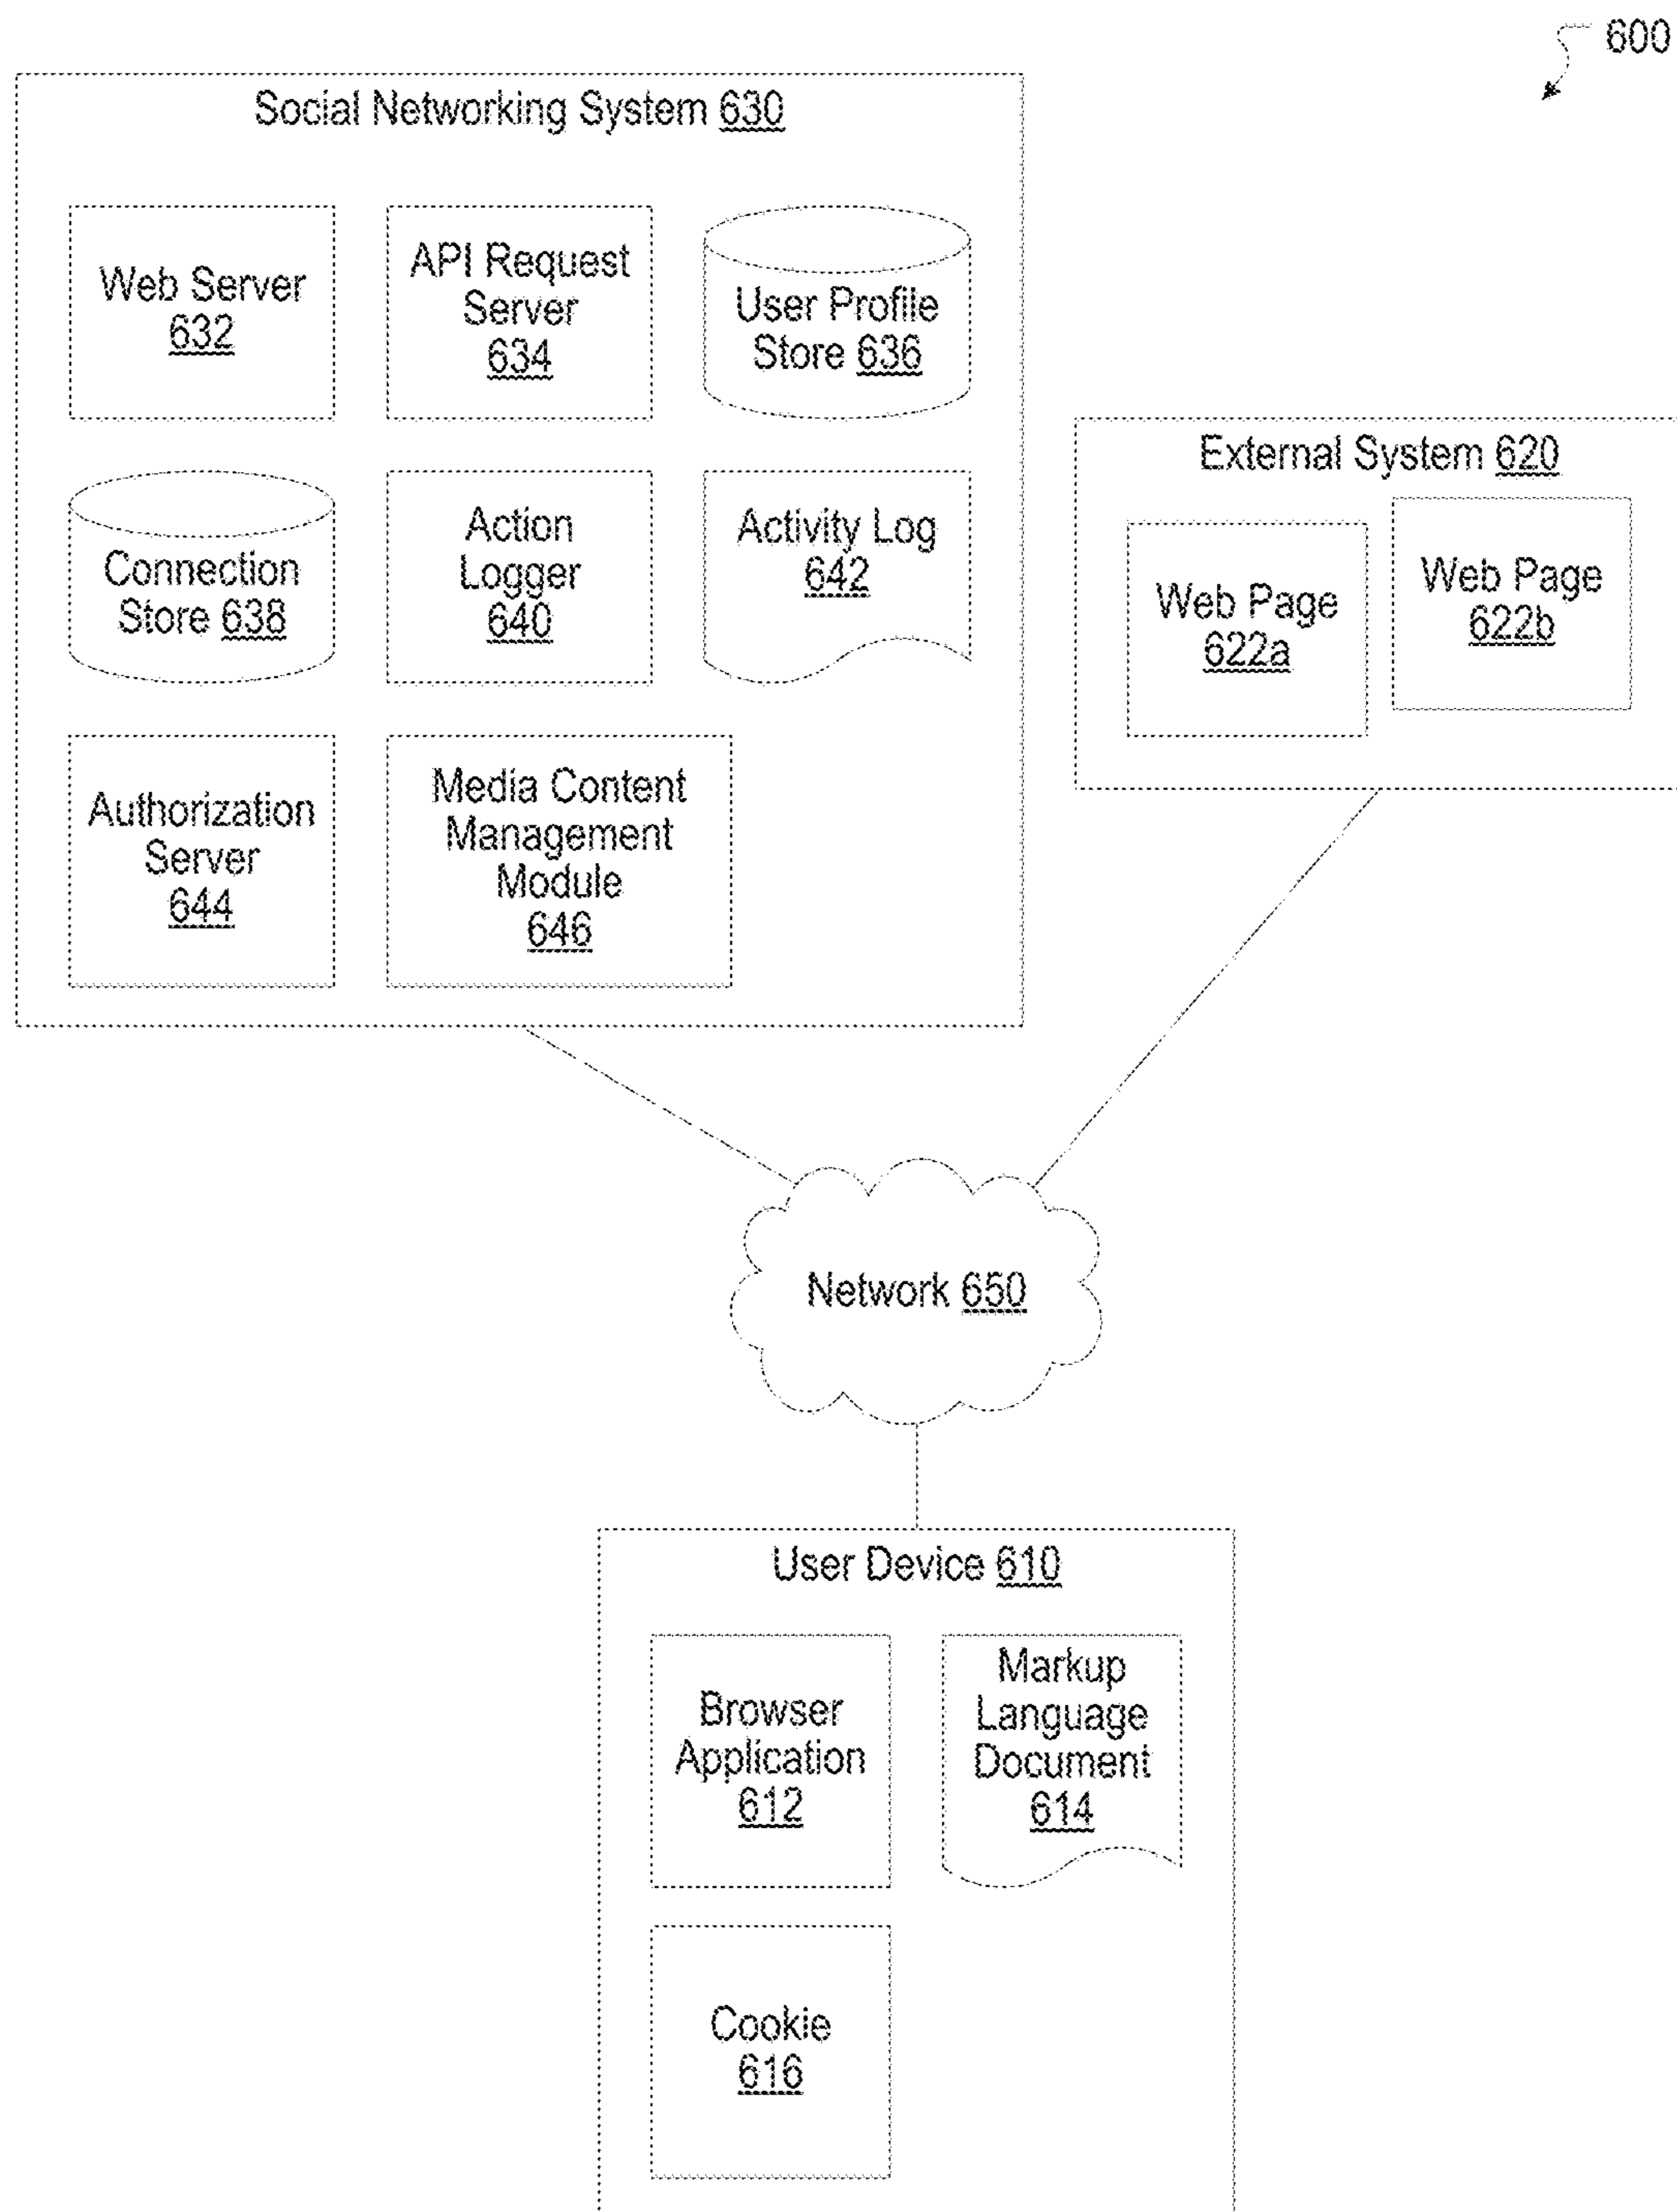 600
Social Networking System 630
Web Server
632
API Request
Server
634
User Profile
Store 636
Connection
Store 638
Action
Logger
640
Activity Log
642
Authorization
Server
644
Media Content
Management
Module
646
External System 620
Web Page
622a
Web Page
622b
Network 650
User Device 610
Browser
Application
612
Markup
Language
Document
614
Cookie
616